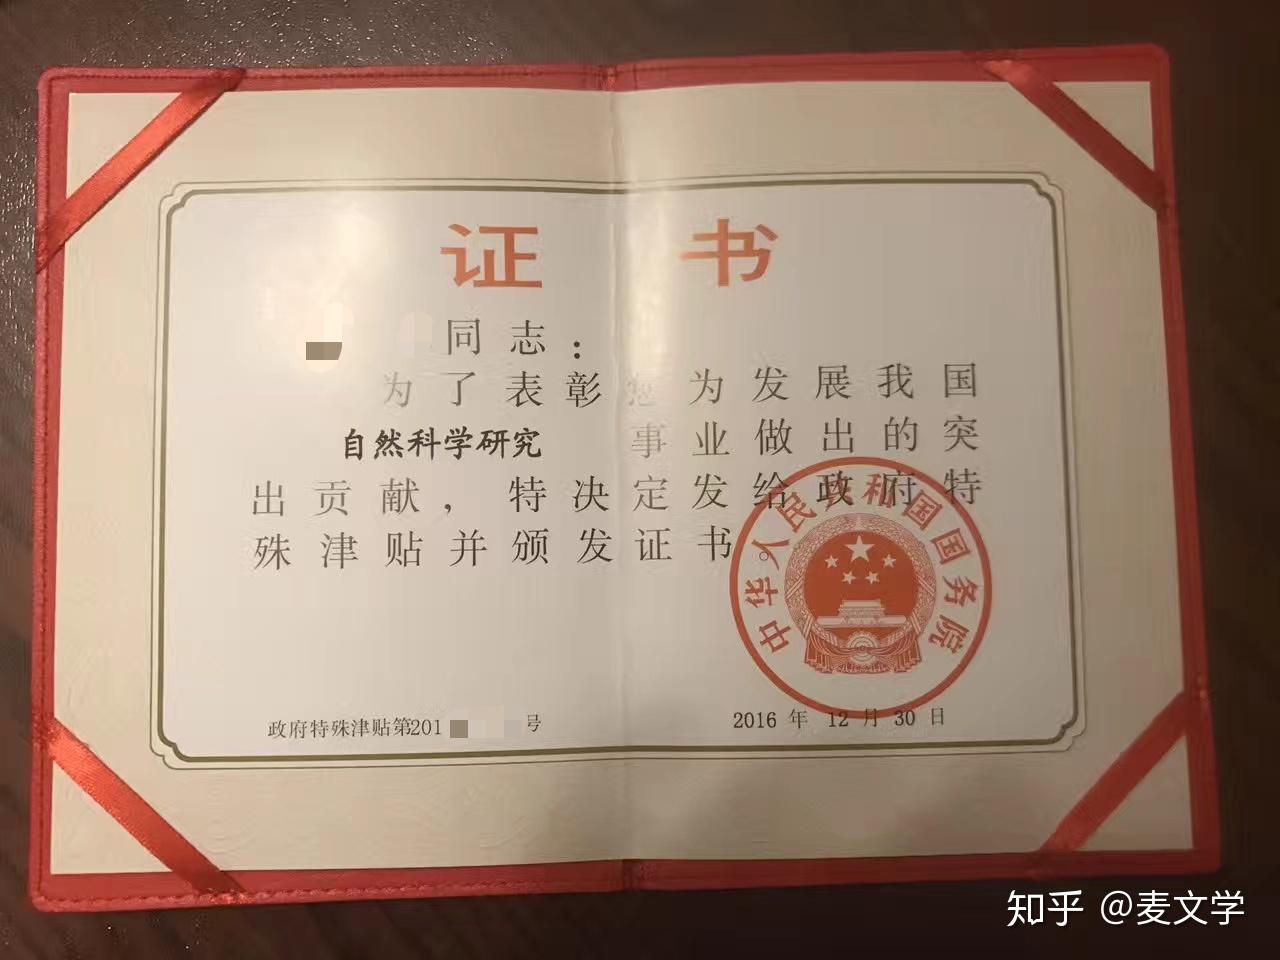 证 书
同志：
为了表彰您为发展我国
自然科学研究 事业做出的突
出贡献，特决定发给政府特
殊津贴并颁发证书。
中华人民共和国国务院
政府特殊津贴第201 号
2016 年 12 月 30 日
知乎 @麦文学